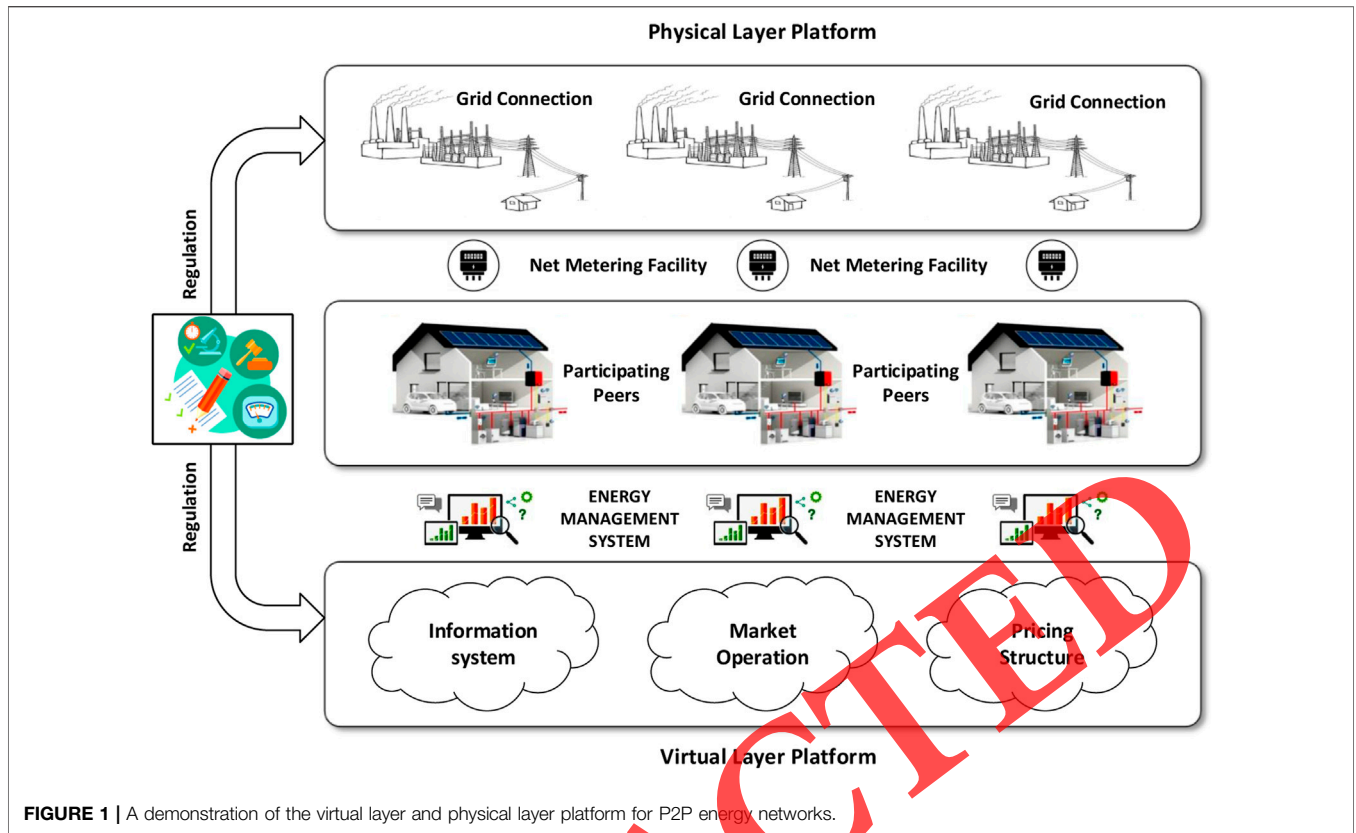 Physical Layer Platform
Grid Connection
Grid Connection
Grid Connection
Regulation
Net Metering Facility
Net Metering Facility
Participating
Peers
Participating
Peers
Regulation
ENERGY
MANAGEMENT
SYSTEM
ENERGY
MANAGEMENT
SYSTEM
?
?
?
Information
system
Market
Operation
Pricing
Structure
Virtual Layer Platform
CTED
FIGURE 1 | A demonstration of the virtual layer and physical layer platform for P2P energy networks.